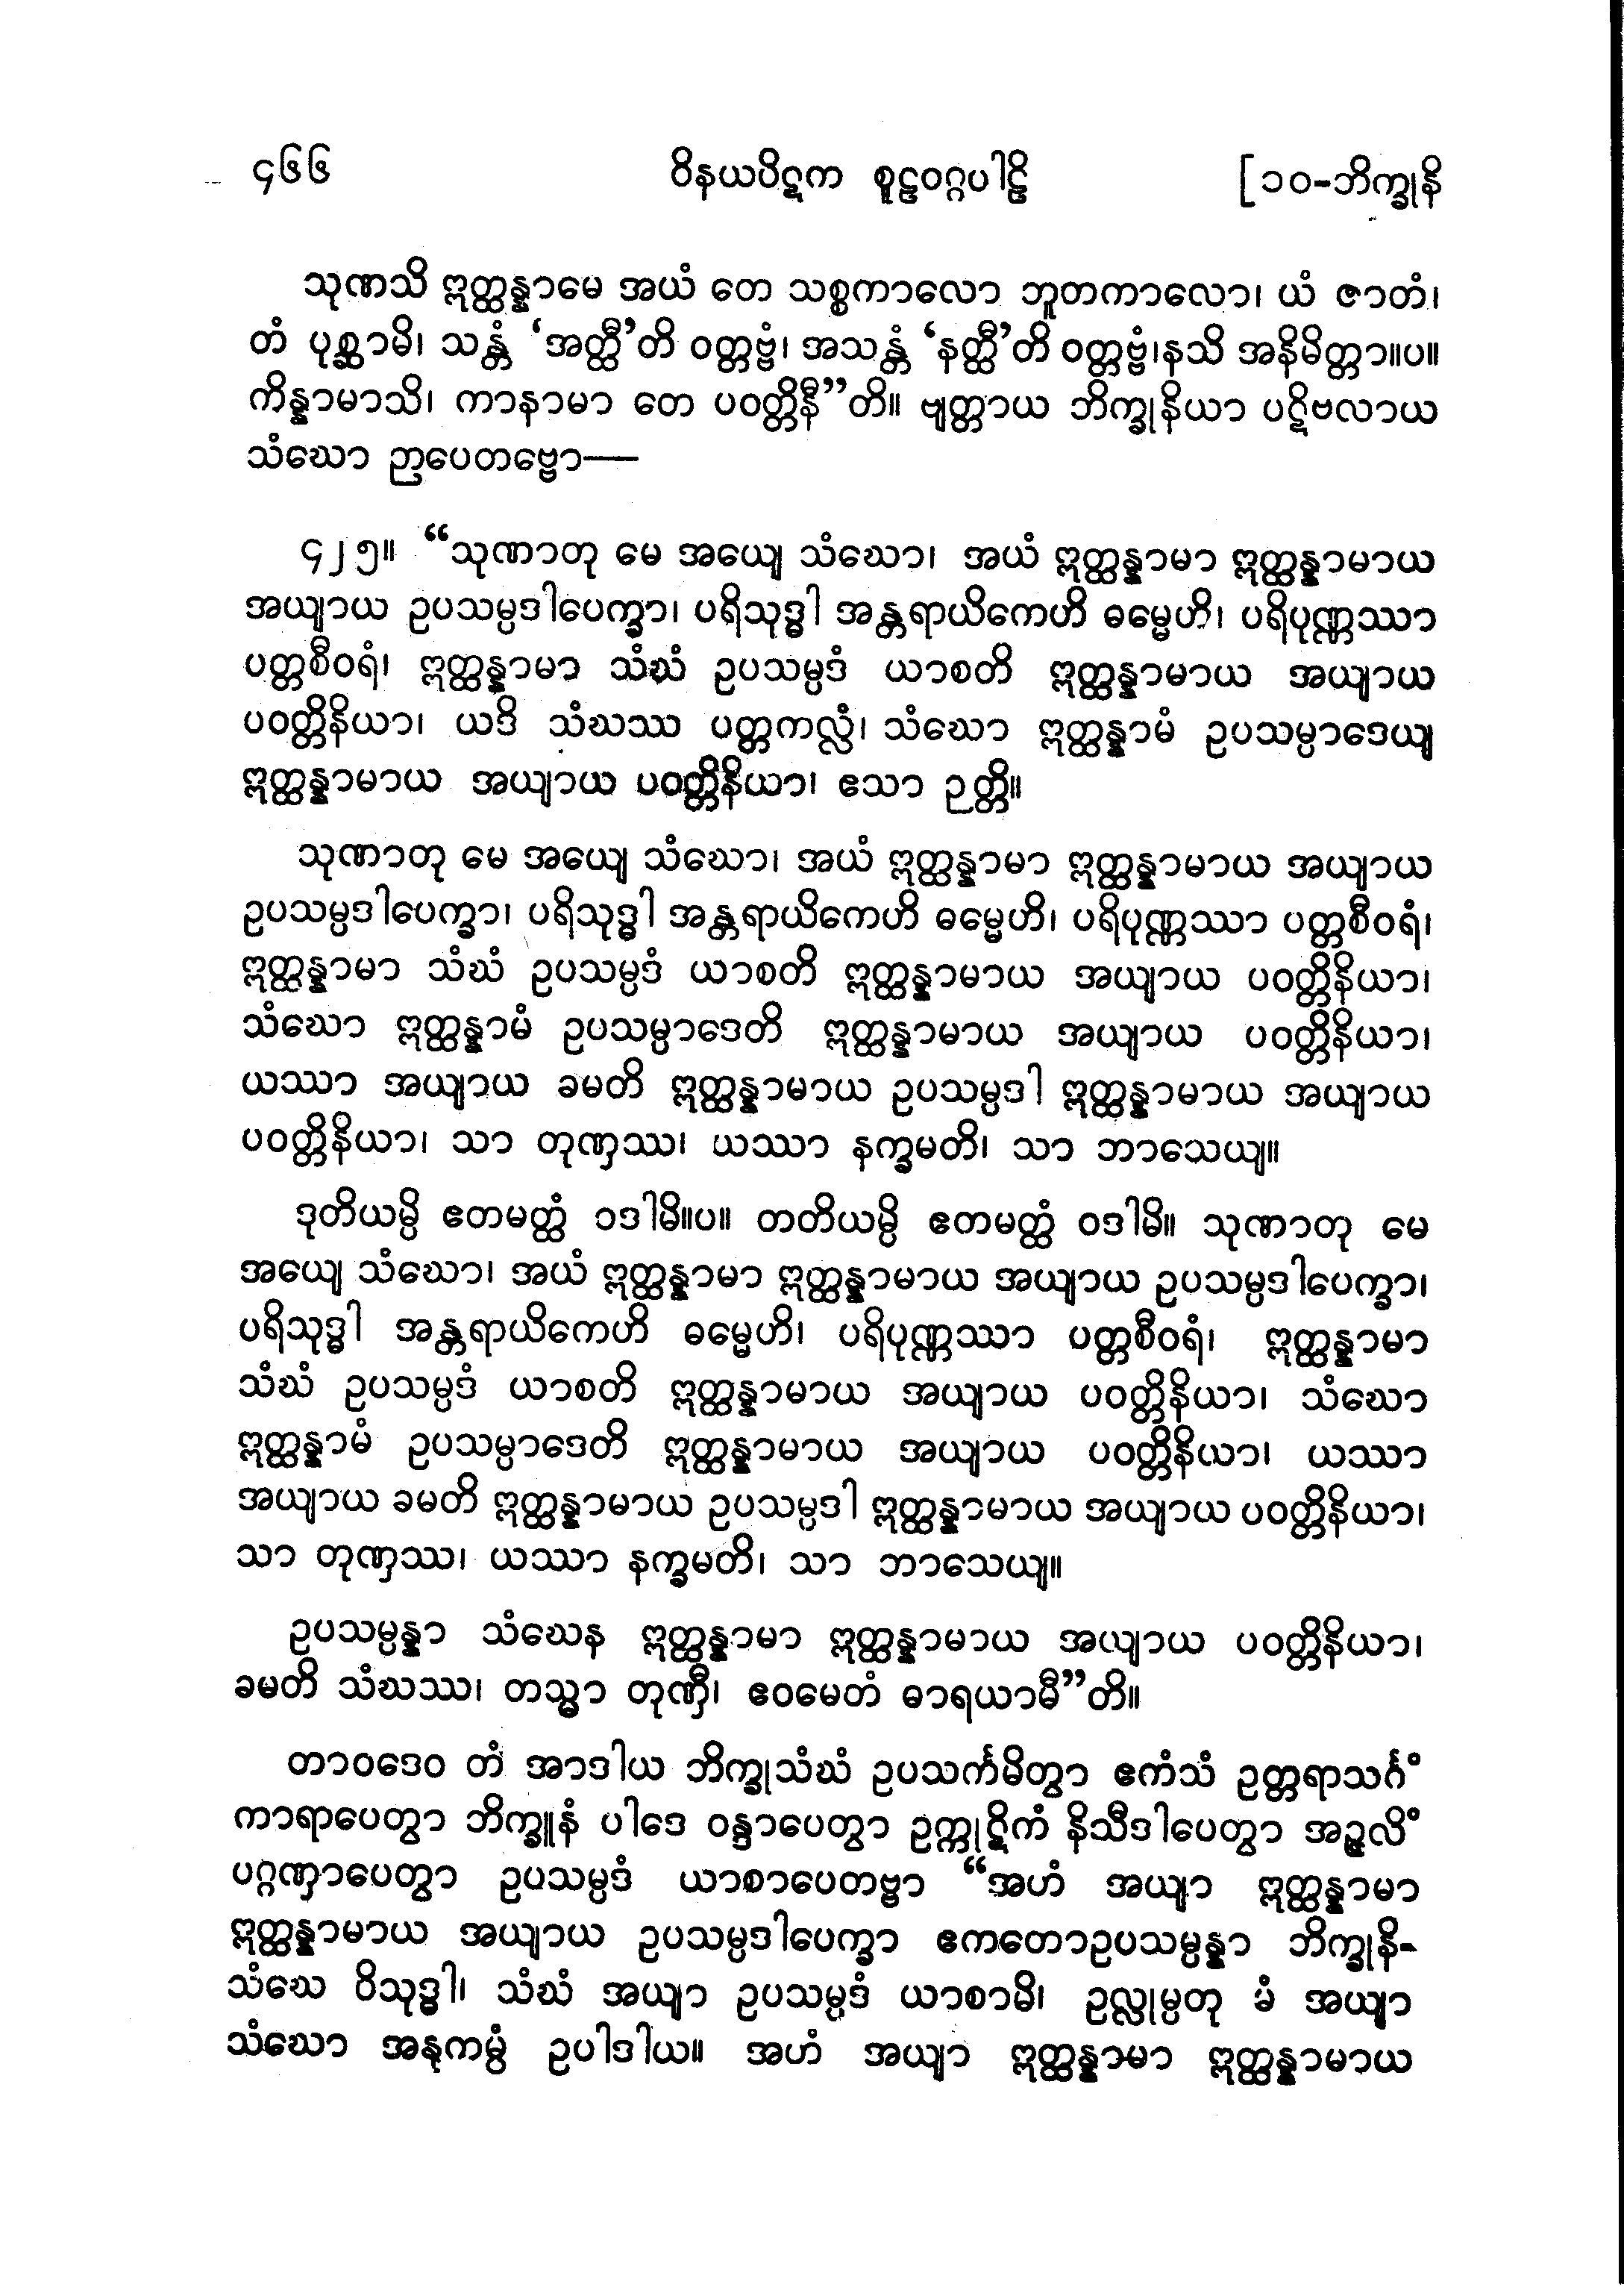 ၄၆၆ ဝိနယပိဋက စူဠဝဂ္ဂပါဠိ [၁၀-ဘိက္ခုနိ
သုဏသိ ဣတ္ထန္နာမေ အယံ တေ သစ္စကာလော ဘူတကာလော၊ ယံ ဇာတံ၊
တံ ပုစ္ဆာမိ၊ သန္တံ ‘အတ္ထီ’တိ ဝတ္တဗ္ဗံ၊ အသန္တံ ‘နတ္ထီ’တိ ဝတ္တဗ္ဗံ၊နသိ အနိမိတ္တာ။ပ။
ကိန္နာမာသိ၊ ကာနာမာ တေ ပဝတ္တိနီ”တိ။ ဗျတ္တာယ ဘိက္ခုနိယာ ပဋိဗလာယ
သံဃော ဉာပေတဗ္ဗော—
၄၂၅။ “သုဏာတု မေ အယျေ သံဃော၊ အယံ ဣတ္ထန္နာမာ ဣတ္ထန္နာမာယ
အယျာယ ဥပသမ္ပဒါပေက္ခာ၊ ပရိသုဒ္ဓါ အန္တရာယိကေဟိ ဓမ္မေဟိ၊ ပရိပုဏ္ဏဿာ
ပတ္တစီဝရံ၊ ဣတ္ထန္နာမာ သံဃံ ဥပသမ္ပဒံ ယာစတိ ဣတ္ထန္နာမာယ အယျာယ
ပဝတ္တိနိယာ၊ ယဒိ သံဃဿ ပတ္တကလ္လံ၊ သံဃော ဣတ္ထန္နာမံ ဥပသမ္ပာဒေယျ
ဣတ္ထန္နာမာယ အယျာယ ပဝတ္တိနိယာ၊ ဧသာ ဉတ္တိ။
သုဏာတု မေ အယျေ သံဃော၊ အယံ ဣတ္ထန္နာမာ ဣတ္ထန္နာမာယ အယျာယ
ဥပသမ္ပဒါပေက္ခာ၊ ပရိသုဒ္ဓါ အန္တရာယိကေဟိ ဓမ္မေဟိ၊ ပရိပုဏ္ဏဿာ ပတ္တစီဝရံ၊
ဣတ္ထန္နာမာ သံဃံ ဥပသမ္ပဒံ ယာစတိ ဣတ္ထန္နာမာယ အယျာယ ပဝတ္တိနိယာ၊
သံဃော ဣတ္ထန္နာမံ ဥပသမ္ပာဒေတိ ဣတ္ထန္နာမာယ အယျာယ ပဝတ္တိနိယာ၊
ယဿာ အယျာယ ခမတိ ဣတ္ထန္နာမာယ ဥပသမ္ပဒါ ဣတ္ထန္နာမာယ အယျာယ
ပဝတ္တိနိယာ၊ သာ တုဏှဿ၊ ယဿာ နက္ခမတိ၊ သာ ဘာသေယျ။
ဒုတိယမ္ပိ ဧတမတ္ထံ ဝဒါမိ။ပ။ တတိယမ္ပိ ဧတမတ္ထံ ဝဒါမိ။ သုဏာတု မေ
အယျေ သံဃော၊ အယံ ဣတ္ထန္နာမာ ဣတ္ထန္နာမာယ အယျာယ ဥပသမ္ပဒါပေက္ခာ၊
ပရိသုဒ္ဓါ အန္တရာယိကေဟိ ဓမ္မေဟိ၊ ပရိပုဏ္ဏဿာ ပတ္တစီဝရံ၊ ဣတ္ထန္နာမာ
သံဃံ ဥပသမ္ပဒံ ယာစတိ ဣတ္ထန္နာမာယ အယျာယ ပဝတ္တိနိယာ၊ သံဃော
ဣတ္ထန္နာမံ ဥပသမ္ပာဒေတိ ဣတ္ထန္နာမာယ အယျာယ ပဝတ္တိနိယာ၊ ယဿာ
အယျာယ ခမတိ ဣတ္ထန္နာမာယ ဥပသမ္ပဒါ ဣတ္ထန္နာမာယ အယျာယ ပဝတ္တိနိယာ၊
သာ တုဏှဿ၊ ယဿာ နက္ခမတိ၊ သာ ဘာသေယျ။
ဥပသမ္ပန္နာ သံဃေန ဣတ္ထန္နာမာ ဣတ္ထန္နာမာယ အယျာယ ပဝတ္တိနိယာ၊
ခမတိ သံဃဿ၊ တသ္မာ တုဏှီ၊ ဧဝမေတံ ဓာရယာမီ”တိ။
တာဝဒေဝ တံ အာဒါယ ဘိက္ခုသံဃံ ဥပသင်္ကမိတွာ ဧကံသံ ဥတ္တရာသင်္ဂံ
ကာရာပေတွာ ဘိက္ခူနံ ပါဒေ ဝန္ဒာပေတွာ ဥက္ကုဋိကံ နိသီဒါပေတွာ အဉ္ဇလိံ
ပဂ္ဂဏှာပေတွာ ဥပသမ္ပဒံ ယာစာပေတဗ္ဗာ “အဟံ အယျာ ဣတ္ထန္နာမာ
ဣတ္ထန္နာမာယ အယျာယ ဥပသမ္ပဒါပေက္ခာ ဧကတောဥပသမ္ပန္နာ ဘိက္ခုနိ-
သံဃေ ဝိသုဒ္ဓါ၊ သံဃံ အယျာ ဥပသမ္ပဒံ ယာစာမိ၊ ဥလ္လုမ္ပတု မံ အယျာ
သံဃော အနုကမ္ပံ ဥပါဒါယ။ အဟံ အယျာ ဣတ္ထန္နာမာ ဣတ္ထန္နာမာယ